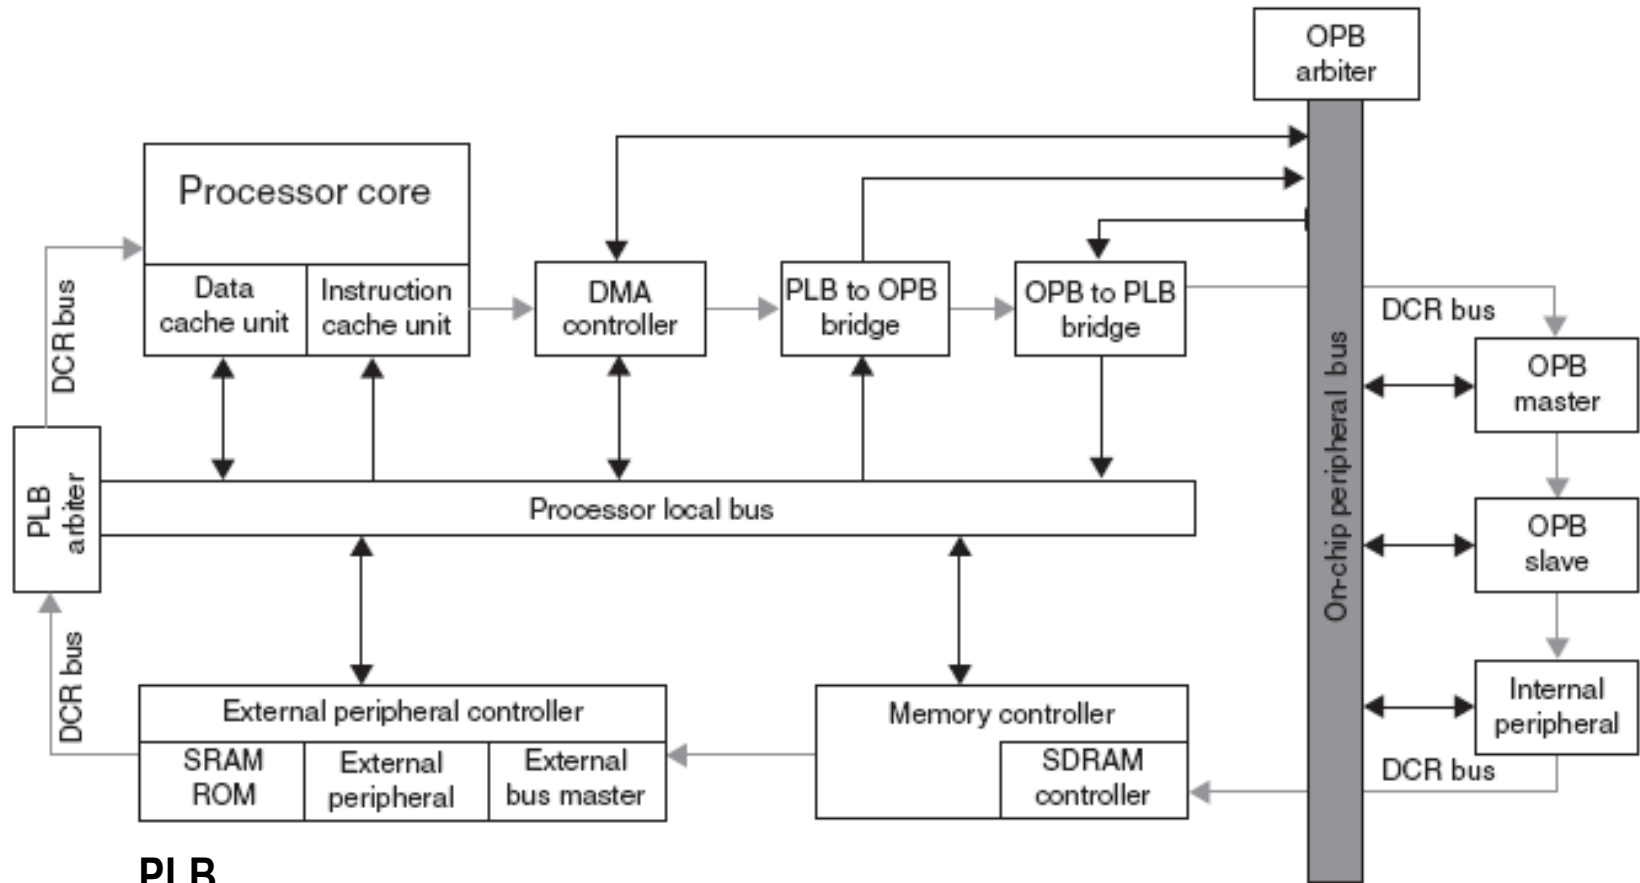 OPB
arbiter
Processor core
Data
cache unit
Instruction
cache unit
DMA
controller
PLB to OPB
bridge
OPB to PLB
bridge
DCR bus
DCR bus
OPB
master
On-chip peripheral bus
PLB
arbiter
Processor local bus
OPB
slave
DCR bus
External peripheral controller
SRAM
ROM
External
peripheral
External
bus master
Memory controller
SDRAM
controller
Internal
peripheral
DCR bus
PLB